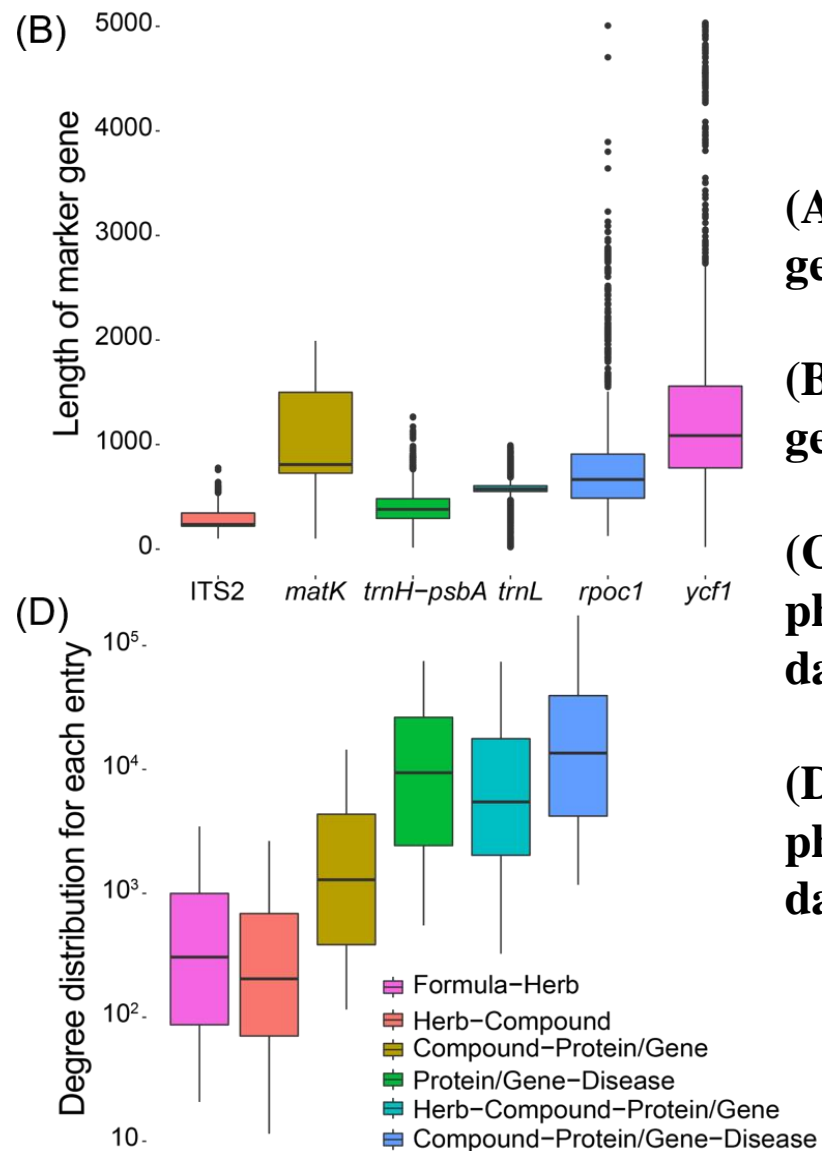 (B)
Length of marker gene
5000
4000
3000
2000
1000
0
ITS2 matK trnH−psbA trnL rpoc1 ycf1
(D)
Degree distribution for each entry
10⁵
10⁴
10³
10²
10
Formula−Herb
Herb−Compound
Compound−Protein/Gene
Protein/Gene−Disease
Herb−Compound−Protein/Gene
Compound−Protein/Gene−Disease
(A
ge
(B
ge
(C
ph
da
(D
ph
da